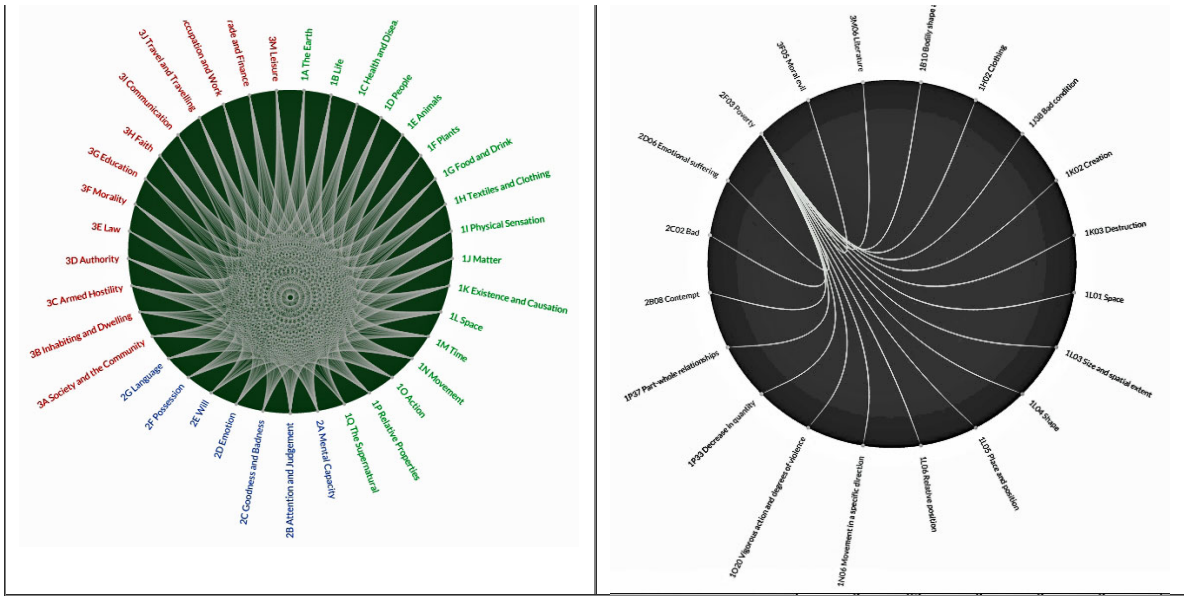 3M Leisure
1A The Earth
1B Life
1C Health and Disea
1D People
1E Animals
1F Plants
1G Food and Drink
1H Textiles and Clothing
1I Physical Sensation
1J Matter
1K Existence and Causation
1L Space
1M Time
1N Movement
1O Action
1P Relative Properties
1Q The Supernatural
2A Mental Capacity
2B Attention and Judgement
2C Goodness and Badness
2D Emotion
2E Will
2F Possession
2G Language
3A Society and the Community
3B Inhabiting and Dwelling
3C Armed Hostility
3D Authority
3E Law
3F Morality
3G Education
3H Faith
3I Communication
3J Travel and Travelling
ccupation and Work
rade and Finance
3M06 Literature
1B10 Bodily shape
1H02 Clothing
1J08 Bad condition
1K02 Creation
1K03 Destruction
1L01 Space
1L03 Size and spatial extent
1L04 Shape
1L05 Place and position
1L06 Relative position
1N06 Movement in a specific direction
1O20 Vigorous action and degrees of violence
1P33 Decrease in quantity
1P37 Part-whole relationships
2B08 Contempt
2C02 Bad
2D06 Emotional suffering
2F03 Poverty
3F05 Moral evil